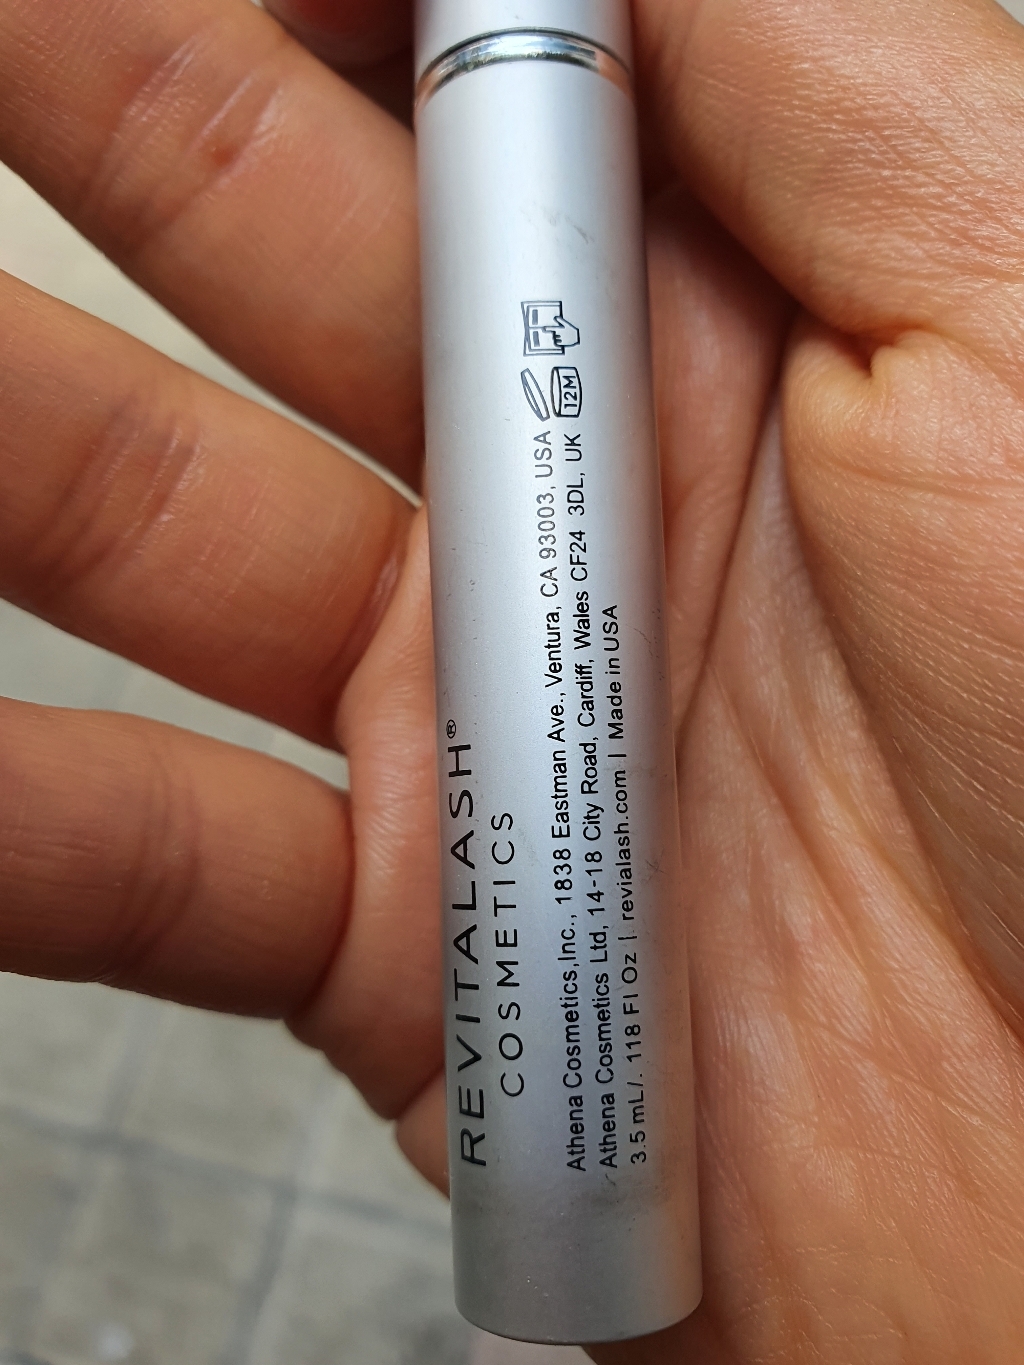 REVITALASH®
COSMETICS
Athena Cosmetics,Inc., 1838 Eastman Ave., Ventura, CA 93003, USA
Athena Cosmetics Ltd, 14-18 City Road, Cardiff, Wales CF24 3DL, UK
3.5 mL/. 118 Fl Oz | revialash.com | Made in USA
12M